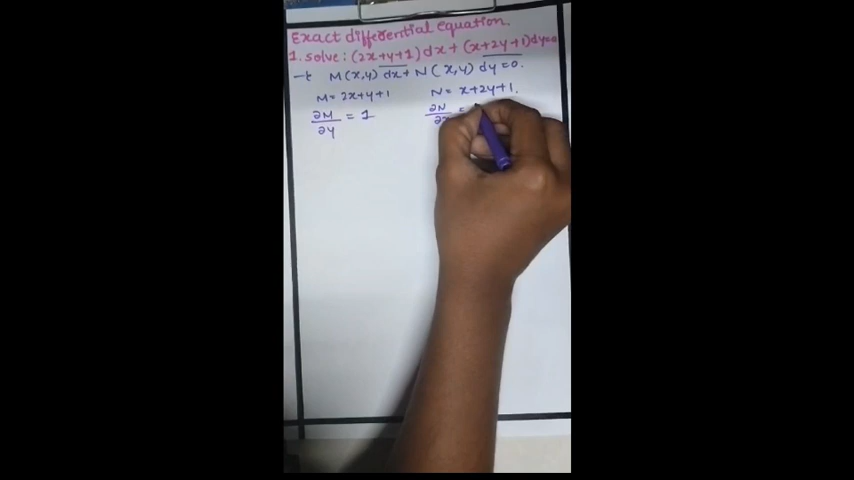 Exact differential equation.
1. solve: (2x+y+1) dx + (x+2y+1)dy=0
M(x,y) dx + N(x,y) dy = 0.
M = 2x+y+1 N = x+2y+1.
∂M/∂y = 1 ∂N/∂x =